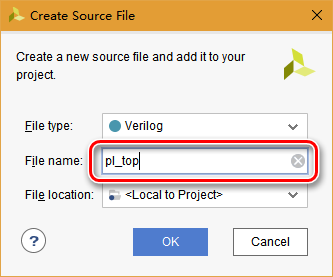 Create Source File
Create a new source file and add it to your
project.
File type: Verilog
File name: pl_top
File location: <Local to Project>
? OK Cancel